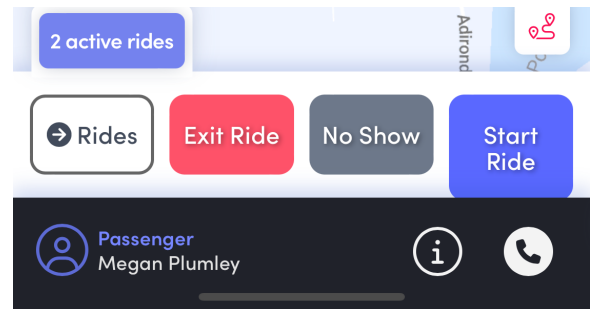 2 active rides
Adirond
Rides
Exit Ride
No Show
Start
Ride
Passenger
Megan Plumley